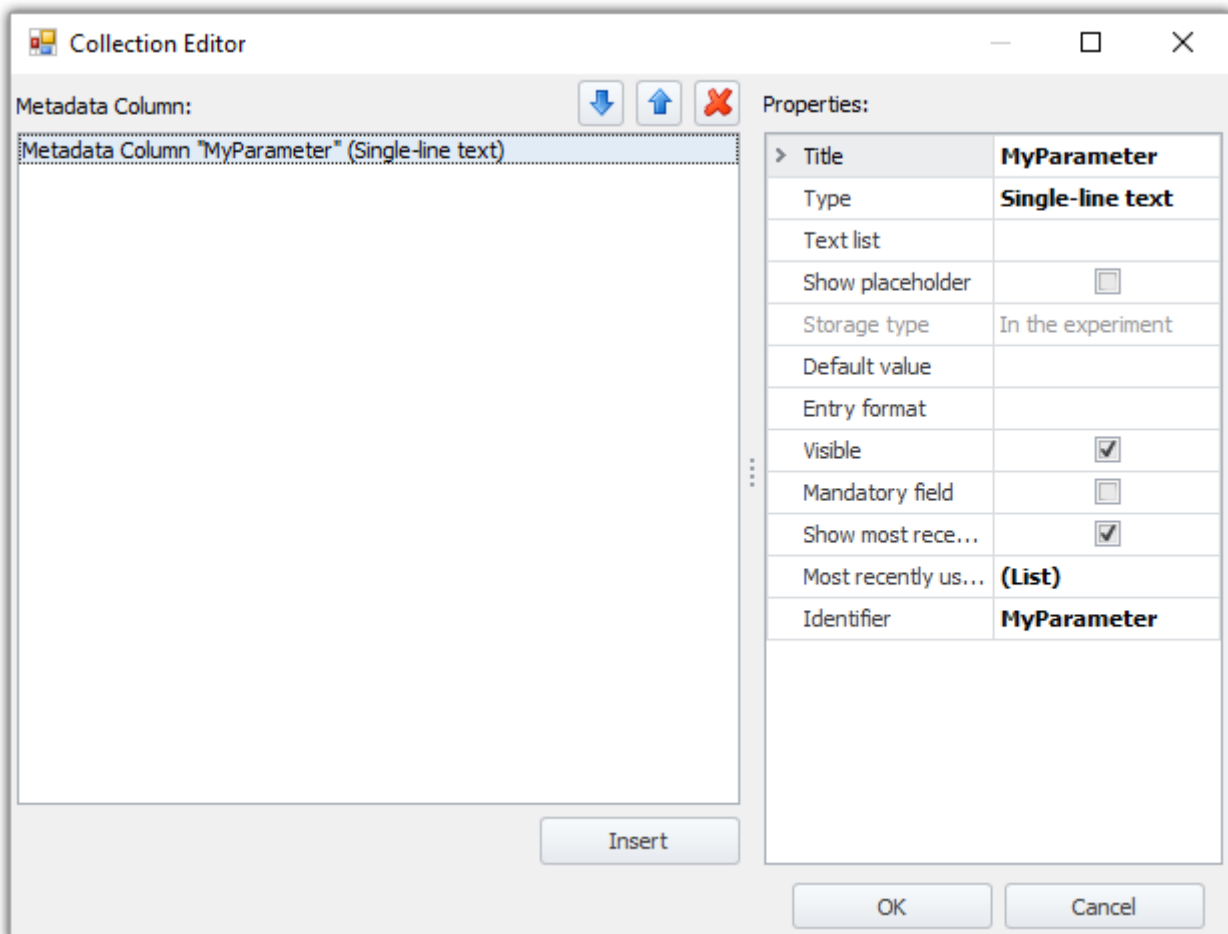 Collection Editor
Metadata Column:
Properties:
Metadata Column "MyParameter" (Single-line text)
Title MyParameter
Type Single-line text
Text list
Show placeholder
Storage type In the experiment
Default value
Entry format
Visible
Mandatory field
Show most rece...
Most recently us... (List)
Identifier MyParameter
Insert
OK Cancel